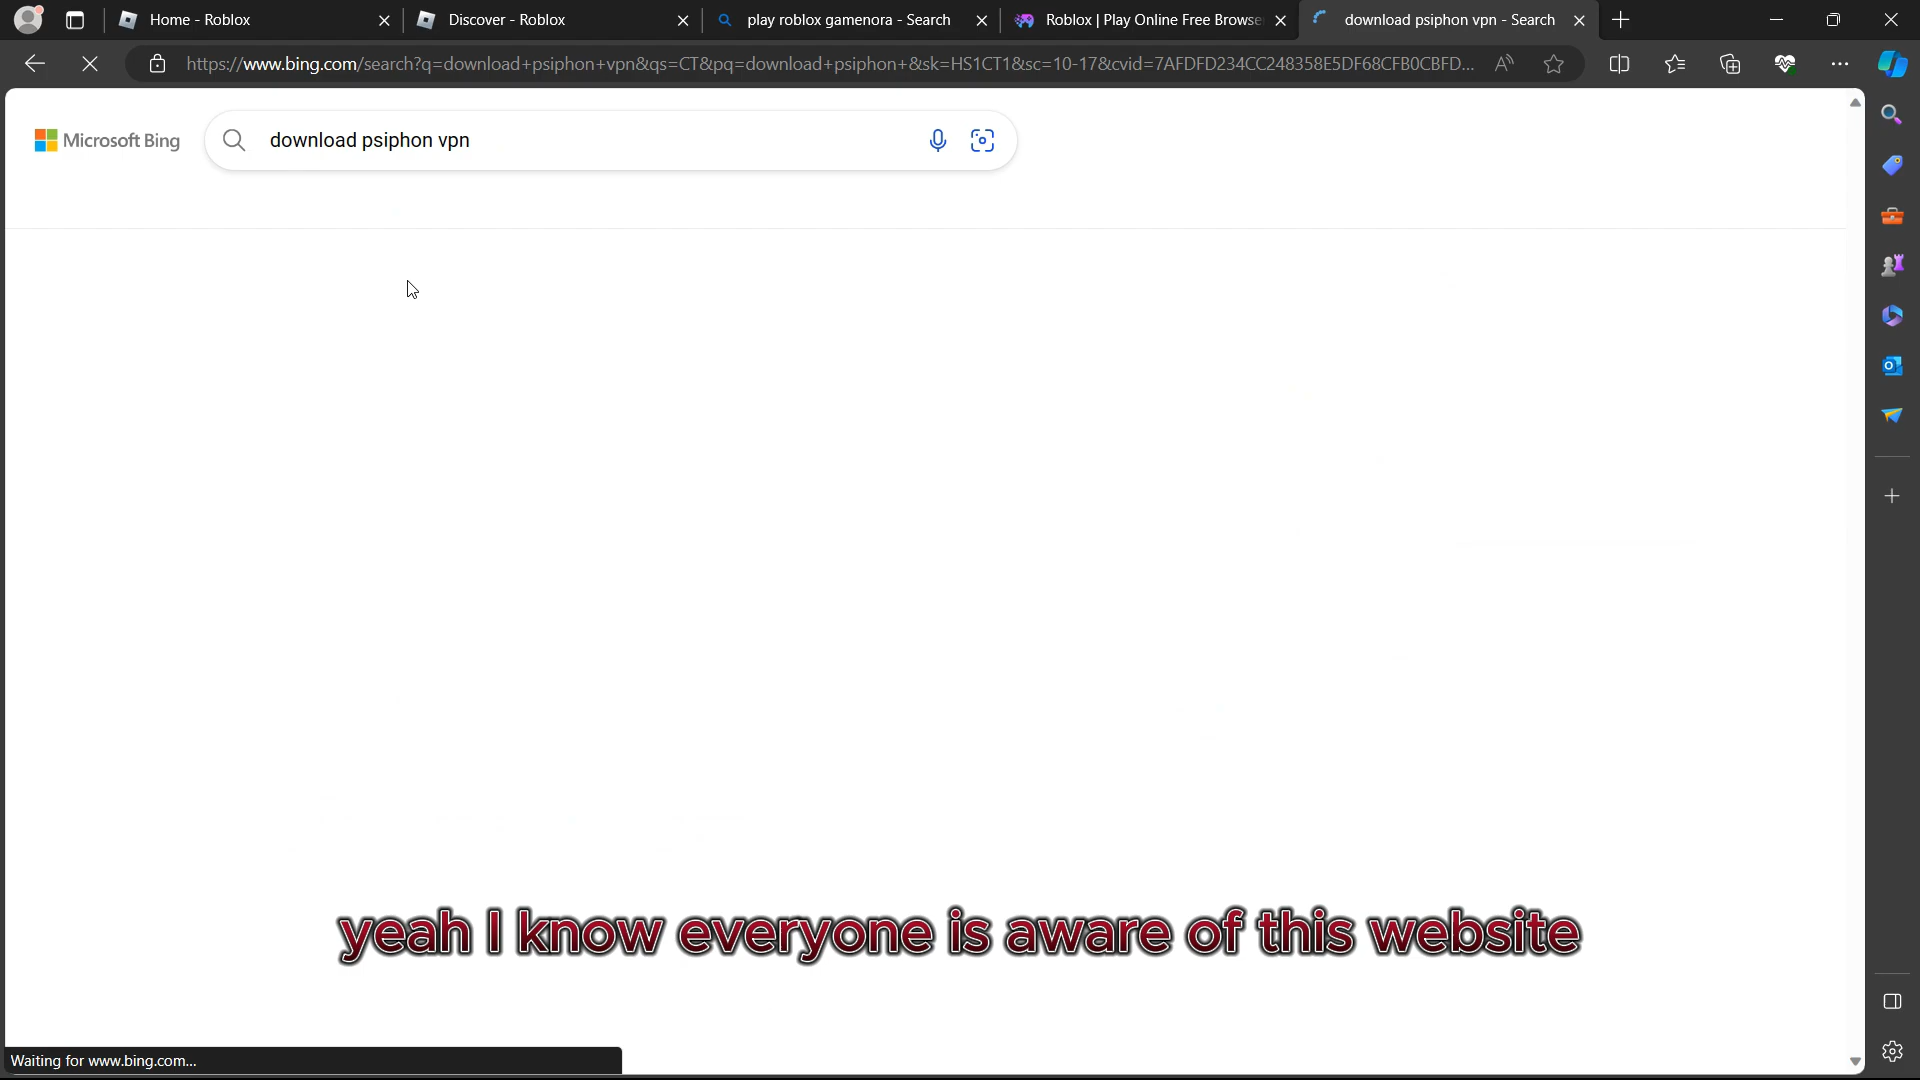 Home - Roblox
Discover - Roblox
play roblox gamenora - Search
Roblox | Play Online Free Browse
download psiphon vpn - Search
https://www.bing.com/search?q=download+psiphon+vpn&qs=CT&pq=download+psiphon+&sk=HS1CT1&sc=10-17&cvid=7AFDFD234CC248358E5DF68CFB0CBFD...
Microsoft Bing
download psiphon vpn
yeah I know everyone is aware of this website
Waiting for www.bing.com...